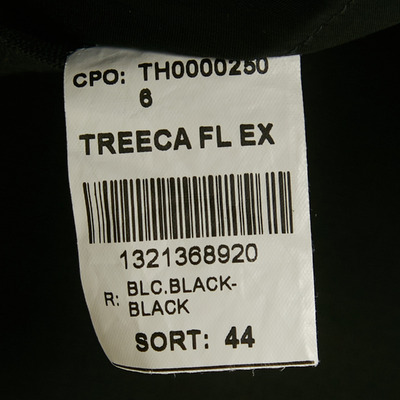 CPO: TH0000250
6
TREECA FL EX
1321368920
R: BLC.BLACK-
BLACK
SORT: 44